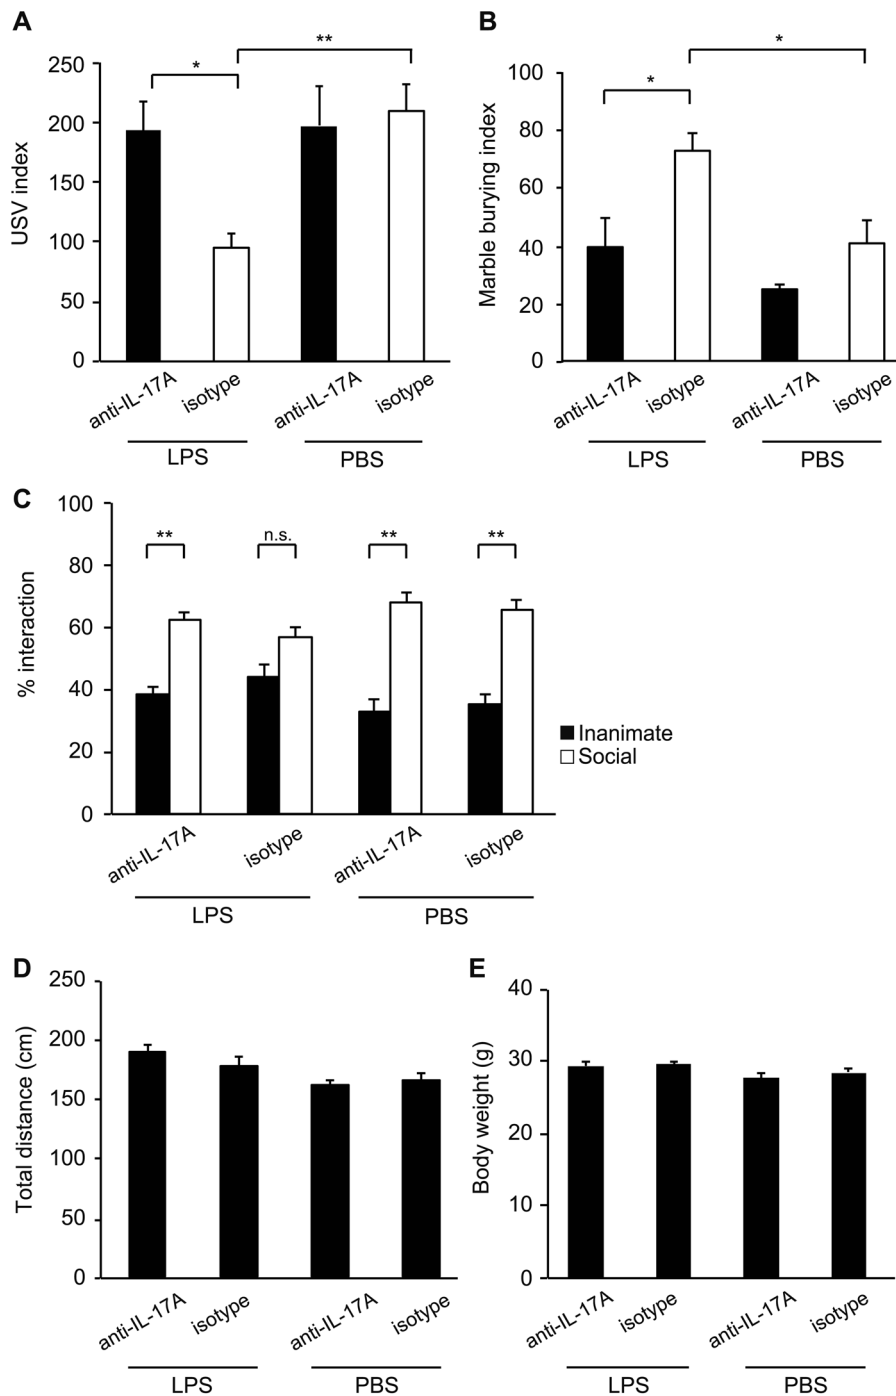 A
USV index
250
200
150
100
50
0
*
**
anti-IL-17A
isotype
anti-IL-17A
isotype
LPS
PBS
B
Marble burying index
100
80
60
40
20
0
*
*
anti-IL-17A
isotype
anti-IL-17A
isotype
LPS
PBS
C
% interaction
100
80
60
40
20
0
**
n.s.
**
**
Inanimate
Social
anti-IL-17A
isotype
anti-IL-17A
isotype
LPS
PBS
D
Total distance (cm)
250
200
150
100
50
0
anti-IL-17A
isotype
anti-IL-17A
isotype
LPS
PBS
E
Body weight (g)
40
30
20
10
0
anti-IL-17A
isotype
anti-IL-17A
isotype
LPS
PBS